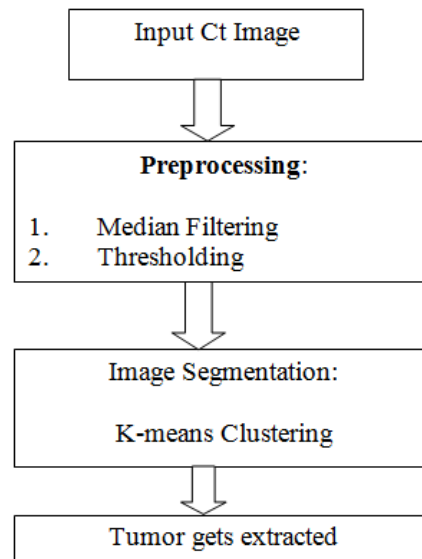 Input Ct Image
Preprocessing:
1. Median Filtering
2. Thresholding
Image Segmentation:
K-means Clustering
Tumor gets extracted